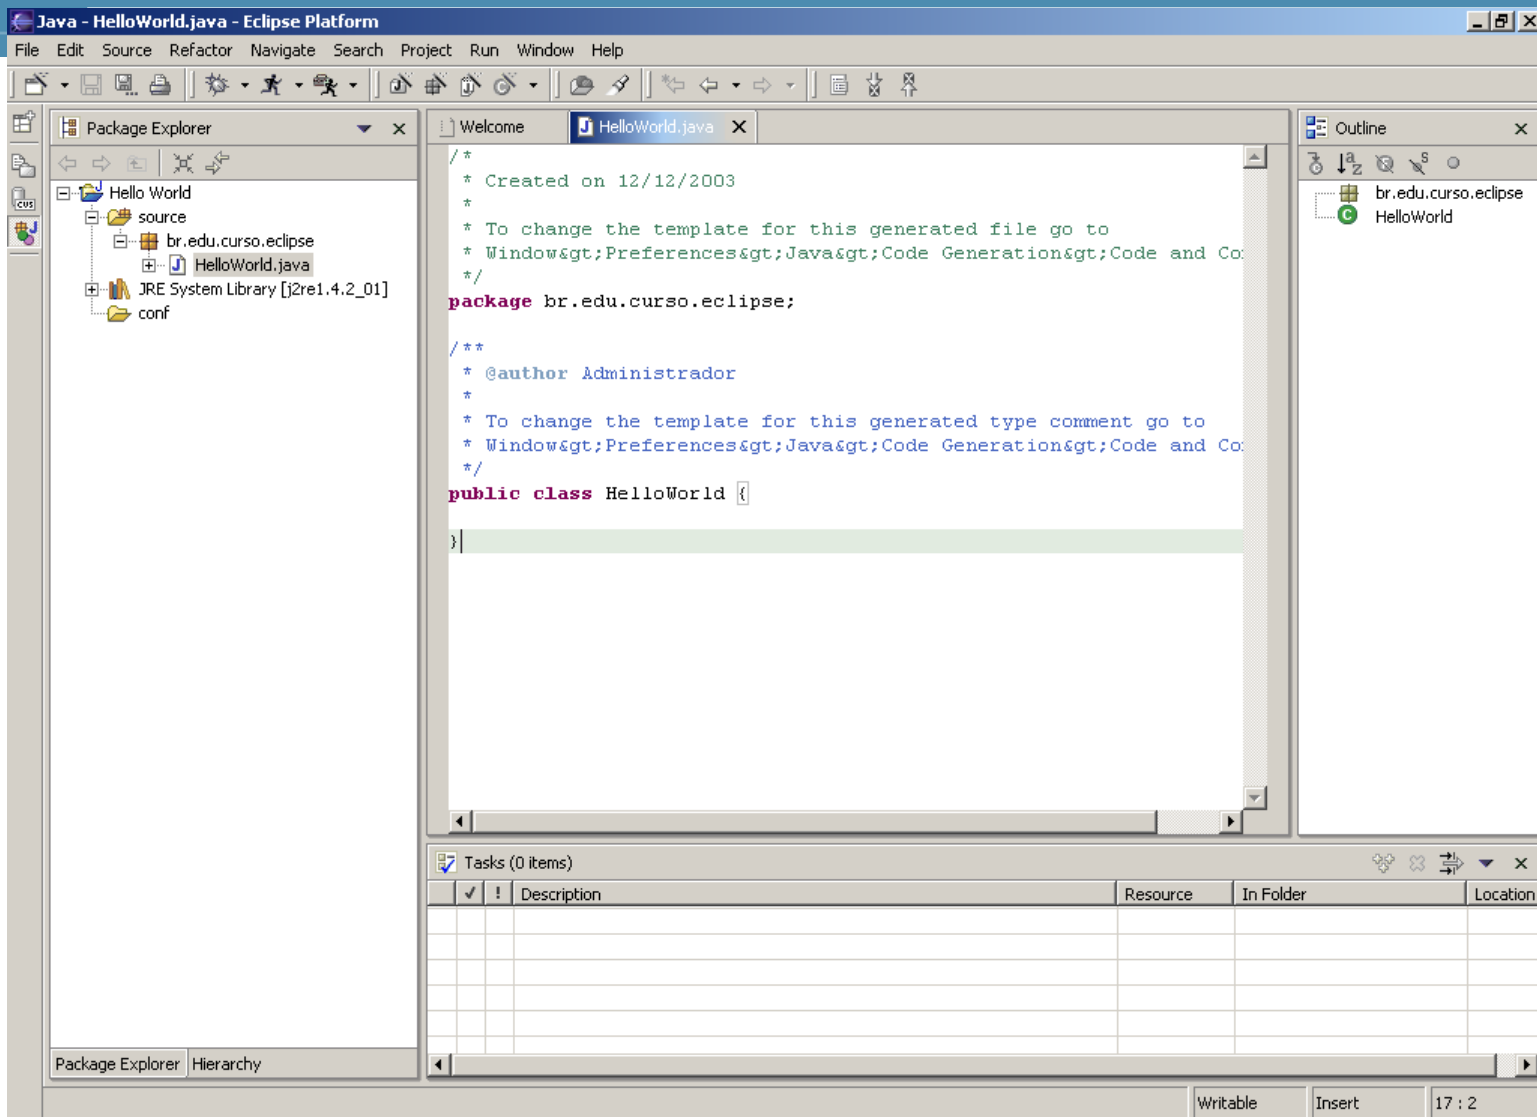 Java - HelloWorld.java - Eclipse Platform
File Edit Source Refactor Navigate Search Project Run Window Help
Package Explorer
Hello World
source
br.edu.curso.eclipse
HelloWorld.java
JRE System Library [j2re1.4.2_01]
conf
Package Explorer Hierarchy
Welcome HelloWorld.java
/*
* Created on 12/12/2003
*
* To change the template for this generated file go to
* Window&gt;Preferences&gt;Java&gt;Code Generation&gt;Code and Co
*/
package br.edu.curso.eclipse;
/**
* @author Administrador
*
* To change the template for this generated type comment go to
* Window&gt;Preferences&gt;Java&gt;Code Generation&gt;Code and Co
*/
public class HelloWorld {
}
Outline
br.edu.curso.eclipse
HelloWorld
Tasks (0 items)
! Description Resource In Folder Location
Writable Insert 17 : 2